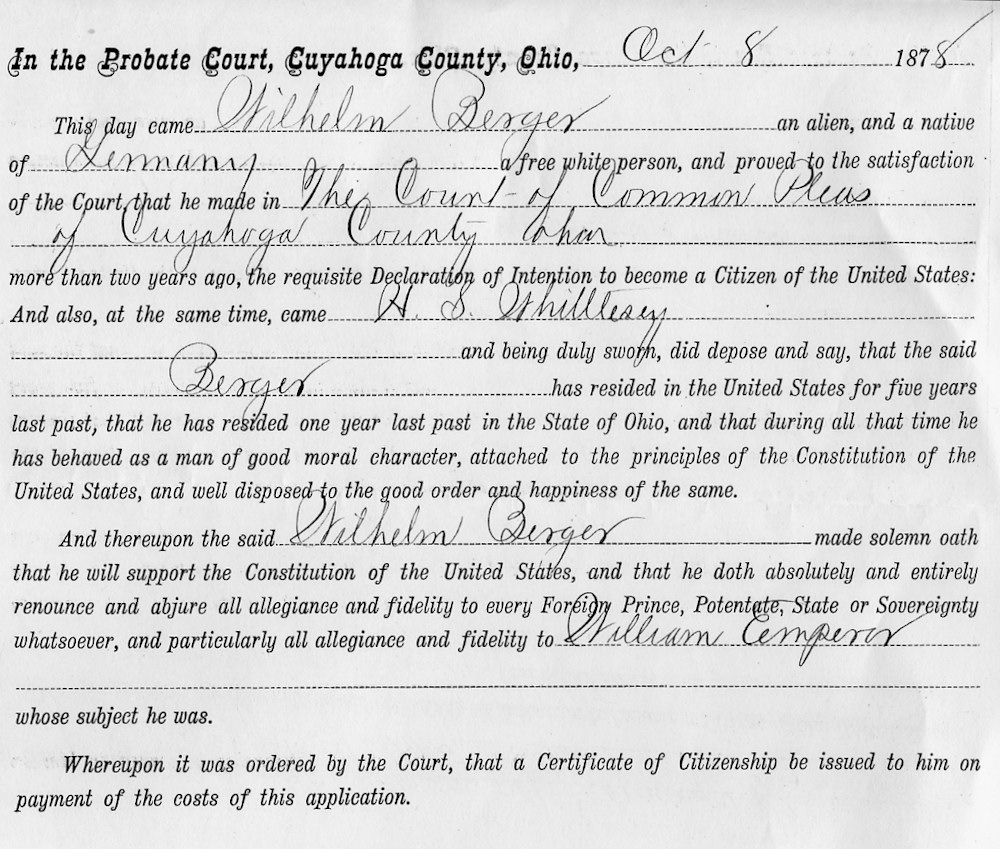 In the Probate Court, Cuyahoga County, Ohio, Oct 8 1878
This day came Wilhelm Berger an alien, and a native
of Germany a free white person, and proved to the satisfaction
of the Court that he made in The Court of Common Pleas
of Cuyahoga County Ohio
more than two years ago, the requisite Declaration of Intention to become a Citizen of the United States:
And also, at the same time, came H. S. Whittlesey
and being duly sworn, did depose and say, that the said
Berger has resided in the United States for five years
last past, that he has resided one year last past in the State of Ohio, and that during all that time he
has behaved as a man of good moral character, attached to the principles of the Constitution of the
United States, and well disposed to the good order and happiness of the same.
And thereupon the said Wilhelm Berger made solemn oath
that he will support the Constitution of the United States, and that he doth absolutely and entirely
renounce and abjure all allegiance and fidelity to every Foreign Prince, Potentate, State or Sovereignty
whatsoever, and particularly all allegiance and fidelity to William Eemperor
whose subject he was.
Whereupon it was ordered by the Court, that a Certificate of Citizenship be issued to him on
payment of the costs of this application.